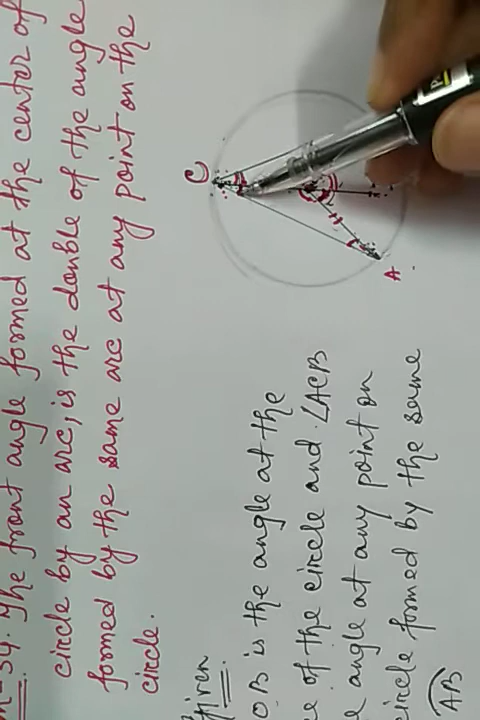 m-34. The front angle formed at the center of
circle by an arc, is the double of the angle
formed by the same arc at any point on the
circle.
Given
OB is the angle at the
of the circle and ∠ACB
angle at any point on
circle formed by the same
AB
C
A